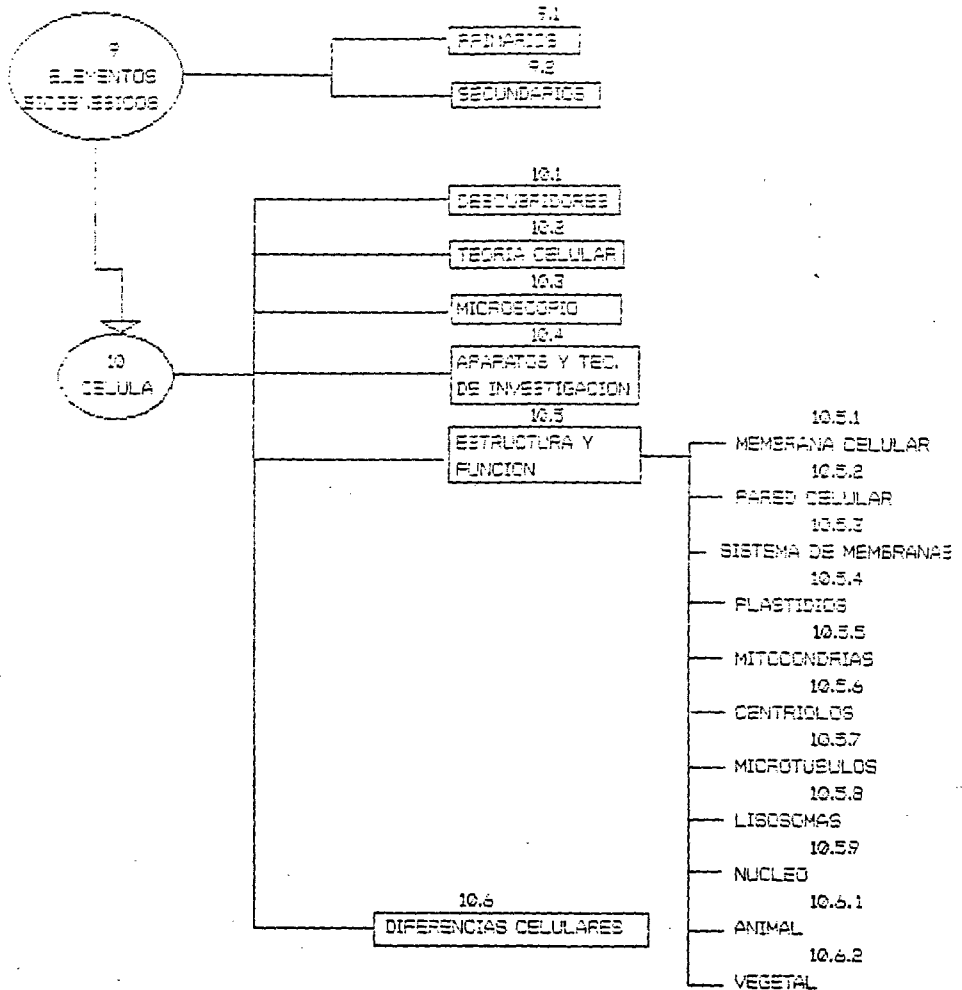 9
ELEMENTOS
BIOGENESICOS
9.1
PRIMARIOS
9.2
SECUNDARIOS
10
CELULA
10.1
DESCUBRIDORES
10.2
TEORIA CELULAR
10.3
MICROSCOPIO
10.4
APARATOS Y TEC.
DE INVESTIGACION
10.5
ESTRUCTURA Y
FUNCION
10.5.1
MEMBRANA CELULAR
10.5.2
PARED CELULAR
10.5.3
SISTEMA DE MEMBRANAS
10.5.4
PLASTIDIOS
10.5.5
MITOCONDRIAS
10.5.6
CENTRIOLOS
10.5.7
MICROTUBULOS
10.5.8
LISOSOMAS
10.5.9
NUCLEO
10.6
DIFERENCIAS CELULARES
10.6.1
ANIMAL
10.6.2
VEGETAL